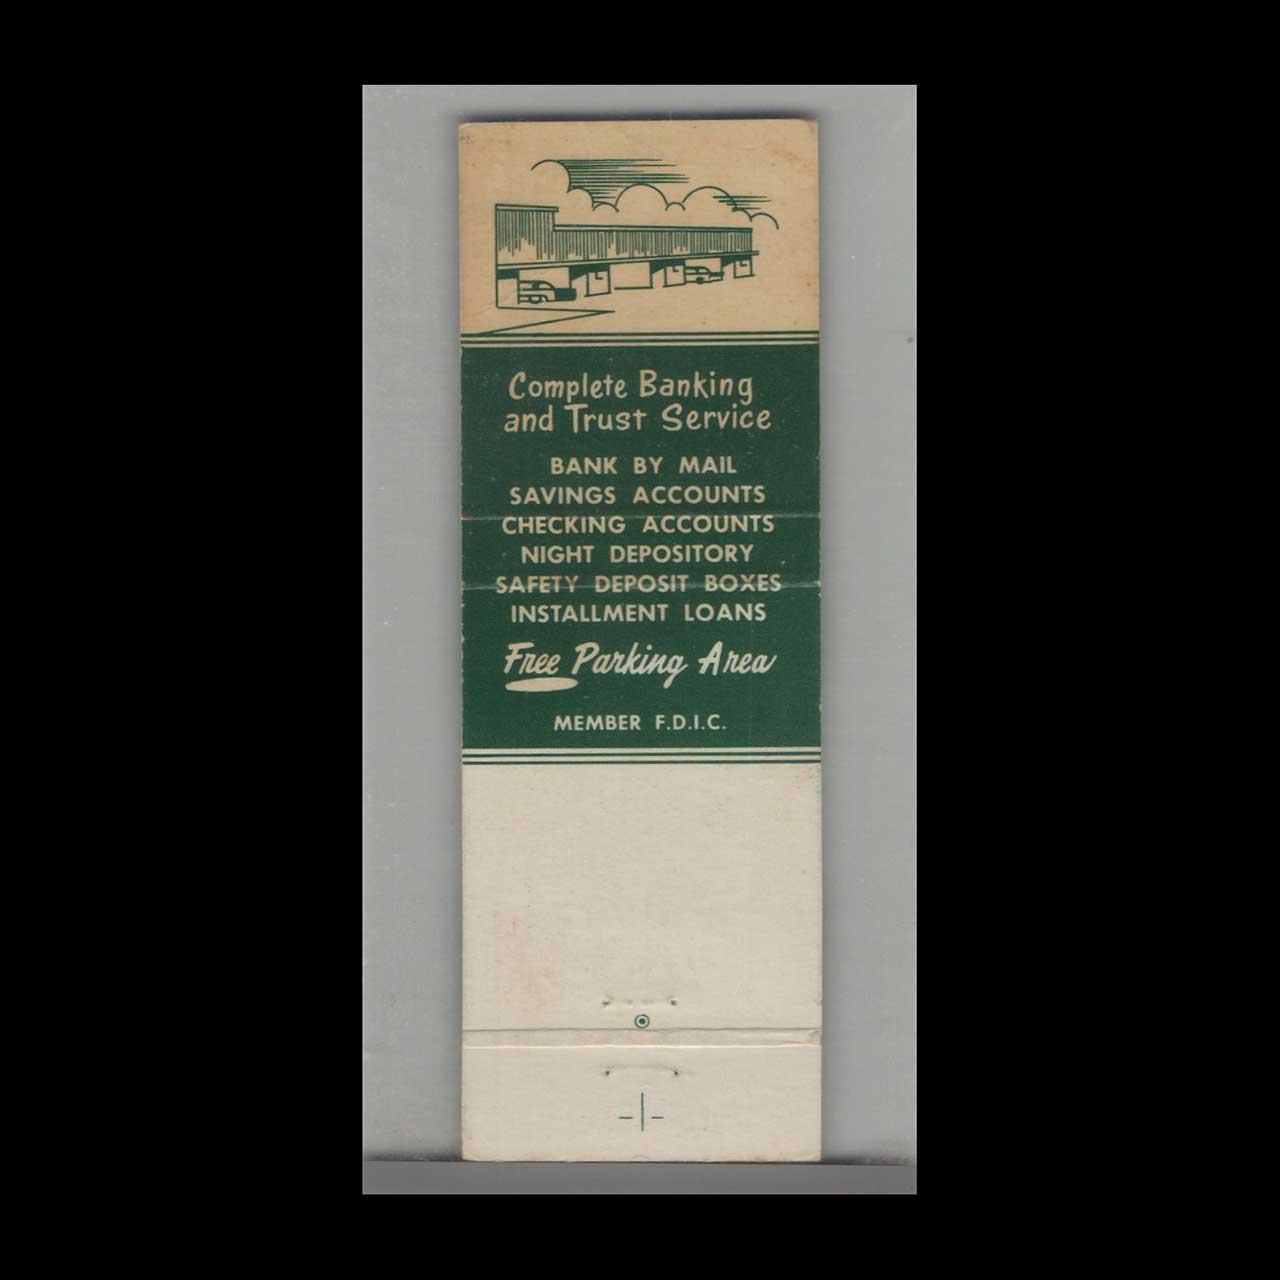 Complete Banking
and Trust Service
BANK BY MAIL
SAVINGS ACCOUNTS
CHECKING ACCOUNTS
NIGHT DEPOSITORY
SAFETY DEPOSIT BOXES
INSTALLMENT LOANS
Free Parking Area
MEMBER F.D.I.C.